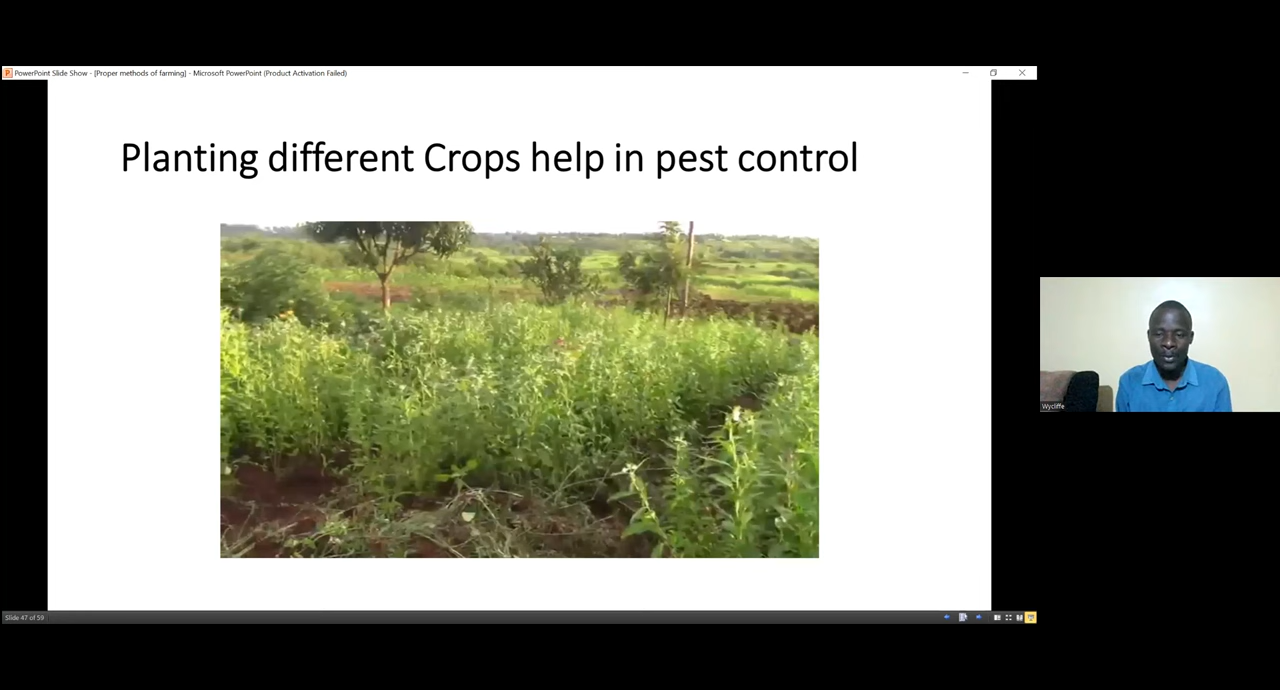 PowerPoint Slide Show - [Proper methods of farming] - Microsoft PowerPoint (Product Activation Failed)
Planting different Crops help in pest control
Wycliffe
Slide 47 of 59